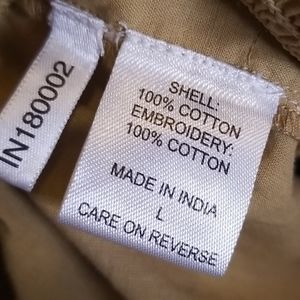 IN180002
SHELL:
100% COTTON
EMBROIDERY:
100% COTTON
MADE IN INDIA
L
CARE ON REVERSE